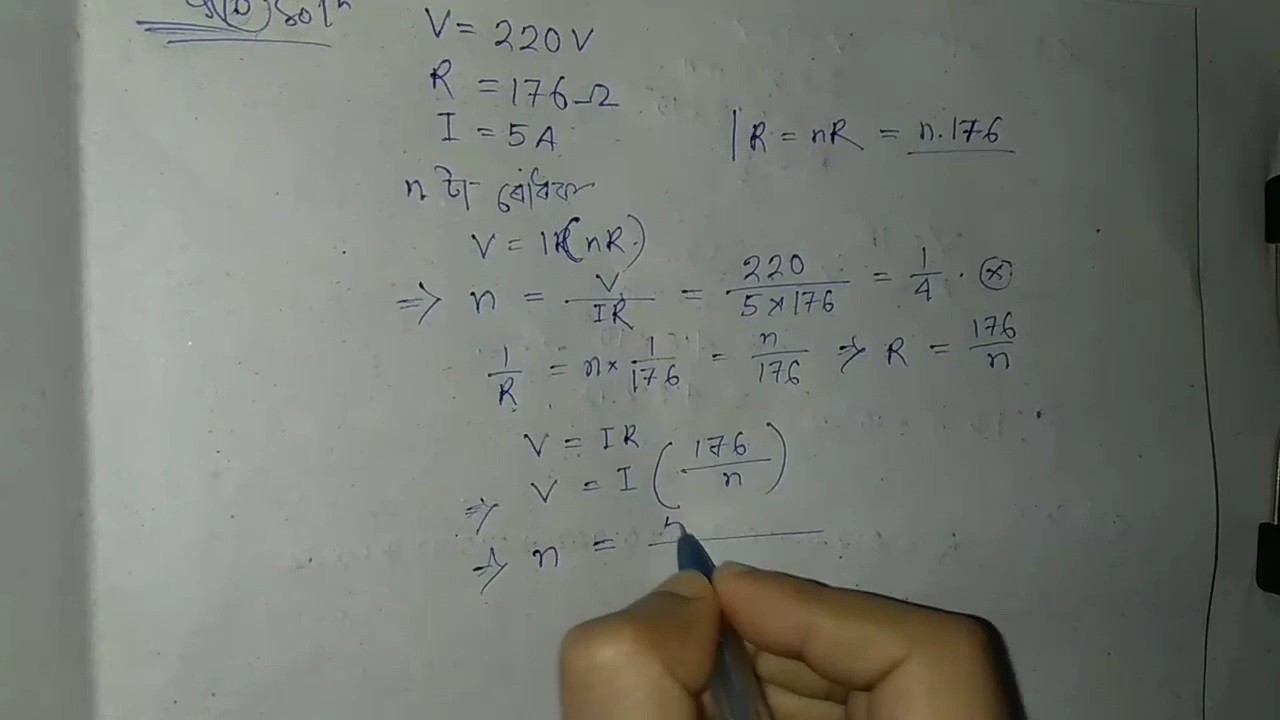 solⁿ
V = 220 V
R = 176 Ω
I = 5 A
| R = nR = n.176
n টা
V = IR(nR)
⇒ n = V/IR = 220/(5×176) = 1/4 . ⊗
1/R = n× 1/176 = n/176 ⇒ R = 176/n
V = IR
⇒ V = I (176/n)
⇒ n =